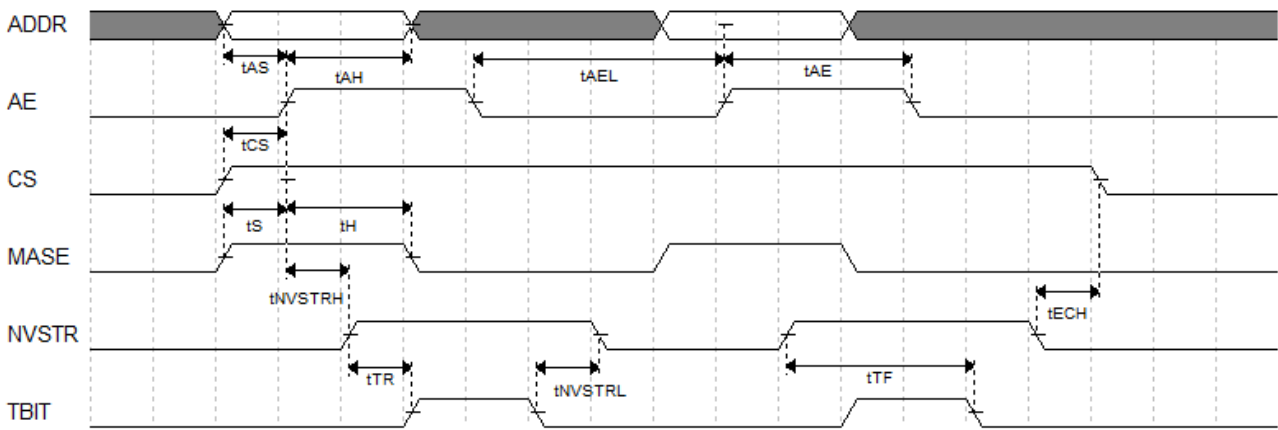 ADDR
tAS
tAH
tAEL
tAE
AE
tCS
CS
tS
tH
MASE
tNVSTRH
tECH
NVSTR
tTR
tNVSTRL
tTF
TBIT